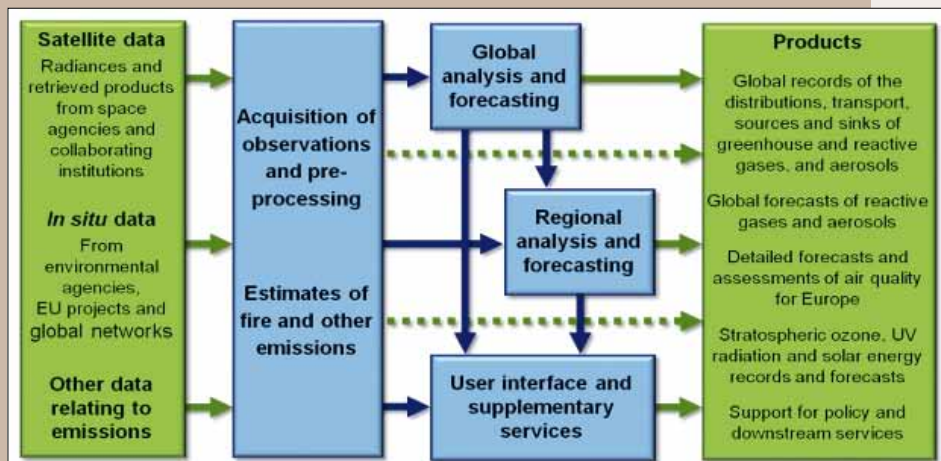 Satellite data
Radiances and
retrieved products
from space
agencies and
collaborating
institutions
In situ data
From
environmental
agencies,
EU projects and
global networks
Other data
relating to
emissions
Acquisition of
observations
and pre-
processing
Estimates of
fire and other
emissions
Global
analysis and
forecasting
Regional
analysis and
forecasting
User interface and
supplementary
services
Products
Global records of the
distributions, transport,
sources and sinks of
greenhouse and reactive
gases, and aerosols
Global forecasts of reactive
gases and aerosols
Detailed forecasts and
assessments of air quality
for Europe
Stratospheric ozone, UV
radiation and solar energy
records and forecasts
Support for policy and
downstream services